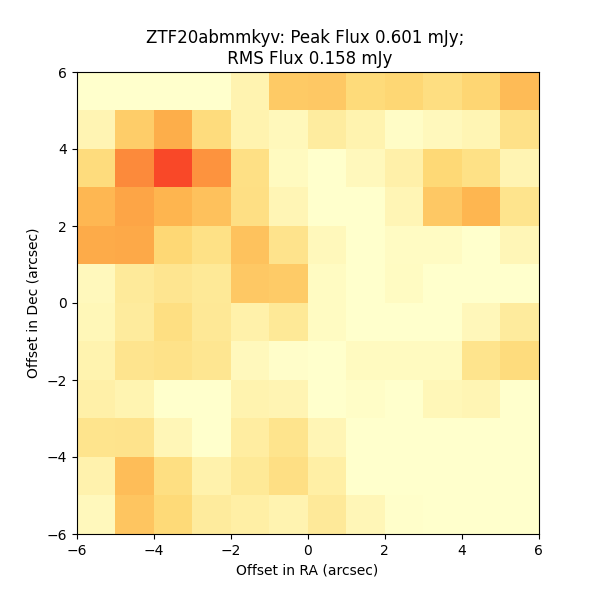 ZTF20abmmkyv: Peak Flux 0.601 mJy;
RMS Flux 0.158 mJy
6
4
2
0
−2
−4
−6
Offset in Dec (arcsec)
−6 −4 −2 0 2 4 6
Offset in RA (arcsec)